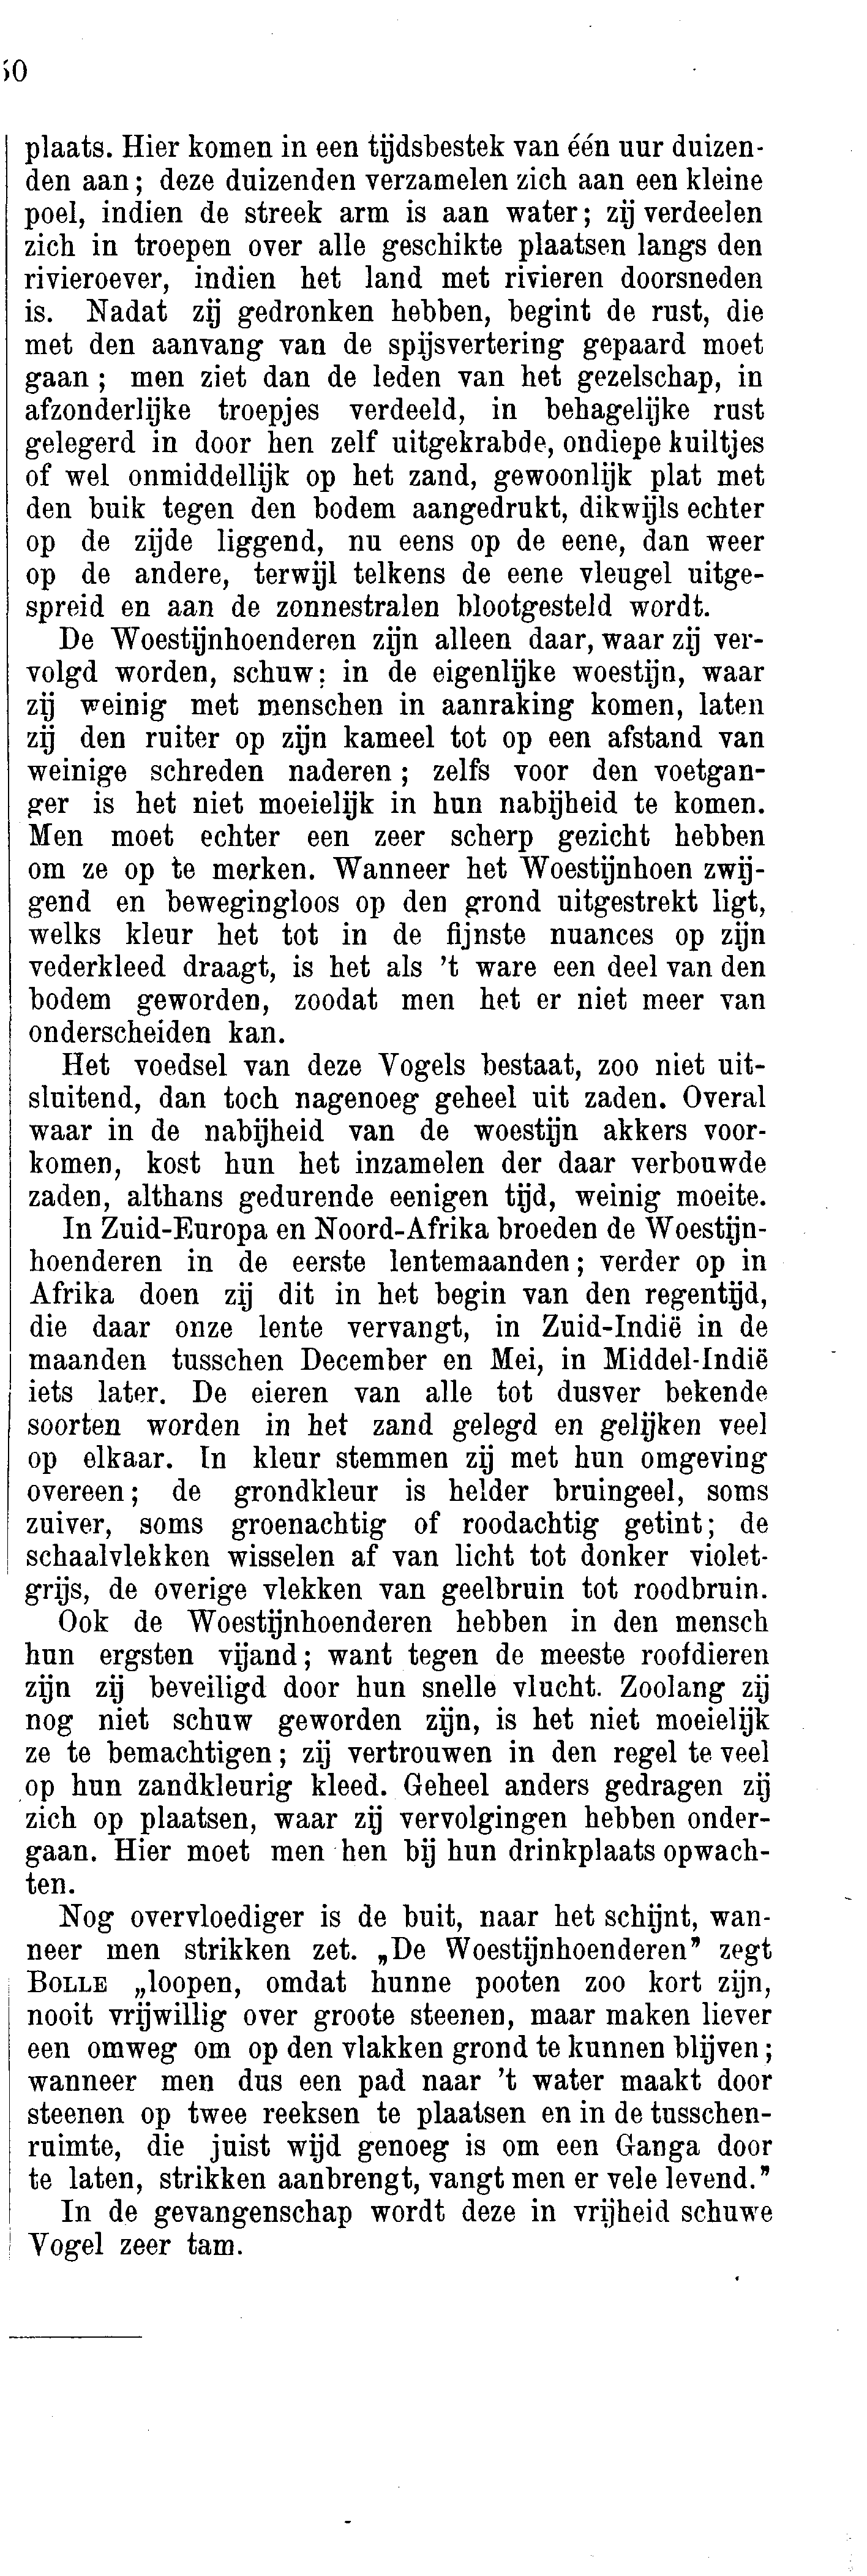 50
plaats. Hier komen in een tijdsbestek van één uur duizen-
den aan; deze duizenden verzamelen zich aan een kleine
poel, indien de streek arm is aan water; zij verdeelen
zich in troepen over alle geschikte plaatsen langs den
rivieroever, indien het land met rivieren doorsneden
is. Nadat zij gedronken hebben, begint de rust, die
met den aanvang van de spijsvertering gepaard moet
gaan; men ziet dan de leden van het gezelschap, in
afzonderlijke troepjes verdeeld, in behagelijke rust
gelegerd in door hen zelf uitgekrabde, ondiepe kuiltjes
of wel onmiddellijk op het zand, gewoonlijk plat met
den buik tegen den bodem aangedrukt, dikwijls echter
op de zijde liggend, nu eens op de eene, dan weer
op de andere, terwijl telkens de eene vleugel uitge-
spreid en aan de zonnestralen blootgesteld wordt.
De Woestijnhoenderen zijn alleen daar, waar zij ver-
volgd worden, schuw; in de eigenlijke woestijn, waar
zij weinig met menschen in aanraking komen, laten
zij den ruiter op zijn kameel tot op een afstand van
weinige schreden naderen; zelfs voor den voetgan-
ger is het niet moeielijk in hun nabijheid te komen.
Men moet echter een zeer scherp gezicht hebben
om ze op te merken. Wanneer het Woestijnhoen zwij-
gend en bewegingloos op den grond uitgestrekt ligt,
welks kleur het tot in de fijnste nuances op zijn
vederkleed draagt, is het als 't ware een deel van den
bodem geworden, zoodat men het er niet meer van
onderscheiden kan.
Het voedsel van deze Vogels bestaat, zoo niet uit-
sluitend, dan toch nagenoeg geheel uit zaden. Overal
waar in de nabijheid van de woestijn akkers voor-
komen, kost hun het inzamelen der daar verbouwde
zaden, althans gedurende eenigen tijd, weinig moeite.
In Zuid-Europa en Noord-Afrika broeden de Woestijn-
hoenderen in de eerste lentemaanden; verder op in
Afrika doen zij dit in het begin van den regentijd,
die daar onze lente vervangt, in Zuid-Indië in de
maanden tusschen December en Mei, in Middel-Indië
iets later. De eieren van alle tot dusver bekende
soorten worden in het zand gelegd en gelijken veel
op elkaar. In kleur stemmen zij met hun omgeving
overeen; de grondkleur is helder bruingeel, soms
zuiver, soms groenachtig of roodachtig getint; de
schaalvlekken wisselen af van licht tot donker violet-
grijs, de overige vlekken van geelbruin tot roodbruin.
Ook de Woestijnhoenderen hebben in den mensch
hun ergsten vijand; want tegen de meeste roofdieren
zijn zij beveiligd door hun snelle vlucht. Zoolang zij
nog niet schuw geworden zijn, is het niet moeielijk
ze te bemachtigen; zij vertrouwen in den regel te veel
op hun zandkleurig kleed. Geheel anders gedragen zij
zich op plaatsen, waar zij vervolgingen hebben onder-
gaan. Hier moet men hen bij hun drinkplaats opwach-
ten.
Nog overvloediger is de buit, naar het schijnt, wan-
neer men strikken zet. „De Woestijnhoenderen” zegt
BOLLE „loopen, omdat hunne pooten zoo kort zijn,
nooit vrijwillig over groote steenen, maar maken liever
een omweg om op den vlakken grond te kunnen blijven;
wanneer men dus een pad naar 't water maakt door
steenen op twee reeksen te plaatsen en in de tusschen-
ruimte, die juist wijd genoeg is om een Ganga door
te laten, strikken aanbrengt, vangt men er vele levend.”
In de gevangenschap wordt deze in vrijheid schuwe
Vogel zeer tam.